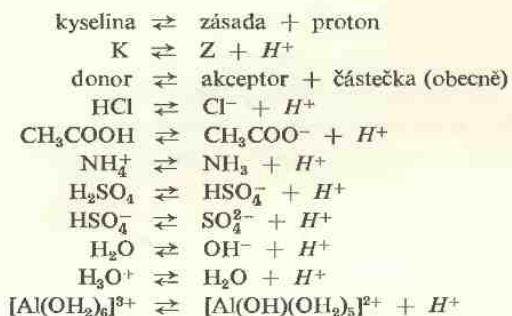 kyselina ⇄ zásada + proton
K ⇄ Z + H⁺
donor ⇄ akceptor + částečka (obecně)
HCl ⇄ Cl⁻ + H⁺
CH₃COOH ⇄ CH₃COO⁻ + H⁺
NH₄⁺ ⇄ NH₃ + H⁺
H₂SO₄ ⇄ HSO₄⁻ + H⁺
HSO₄⁻ ⇄ SO₄²⁻ + H⁺
H₂O ⇄ OH⁻ + H⁺
H₃O⁺ ⇄ H₂O + H⁺
[Al(OH₂)₆]³⁺ ⇄ [Al(OH)(OH₂)₅]²⁺ + H⁺